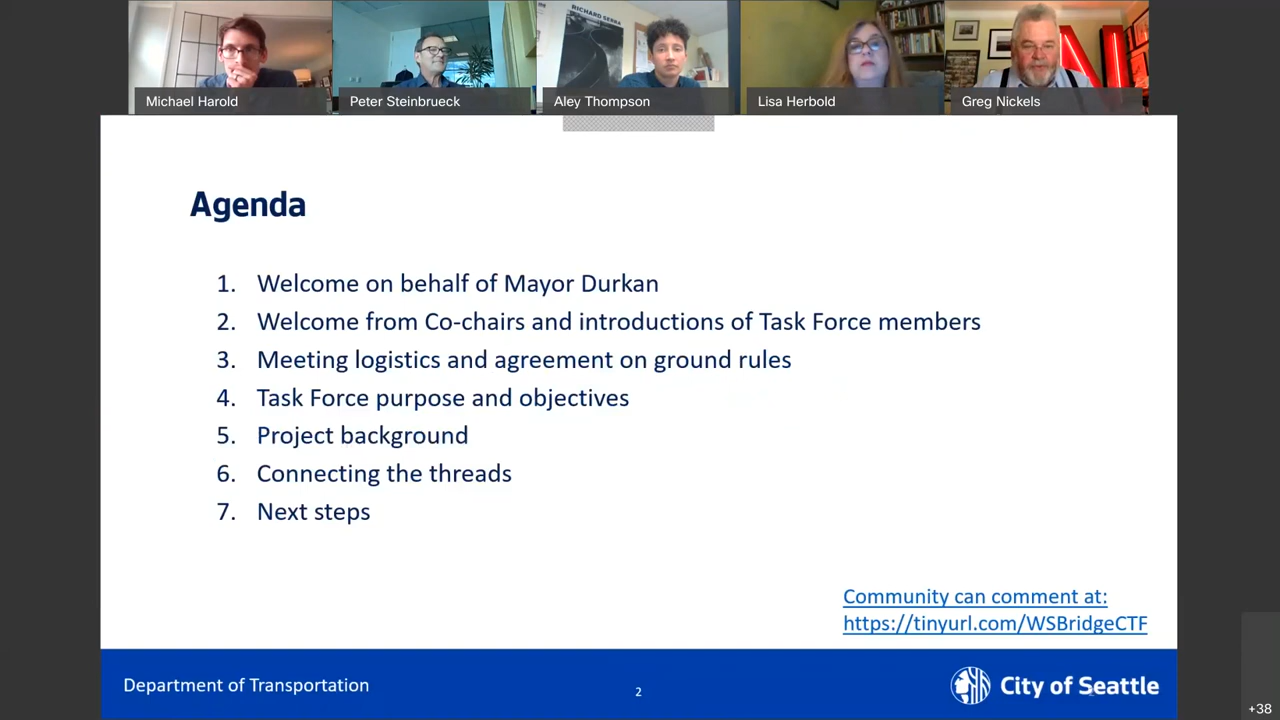 RICHARD SERRA
Michael Harold
Peter Steinbrueck
Aley Thompson
Lisa Herbold
Greg Nickels
Agenda
1. Welcome on behalf of Mayor Durkan
2. Welcome from Co-chairs and introductions of Task Force members
3. Meeting logistics and agreement on ground rules
4. Task Force purpose and objectives
5. Project background
6. Connecting the threads
7. Next steps
Community can comment at:
https://tinyurl.com/WSBridgeCTF
Department of Transportation
2
City of Seattle
+38